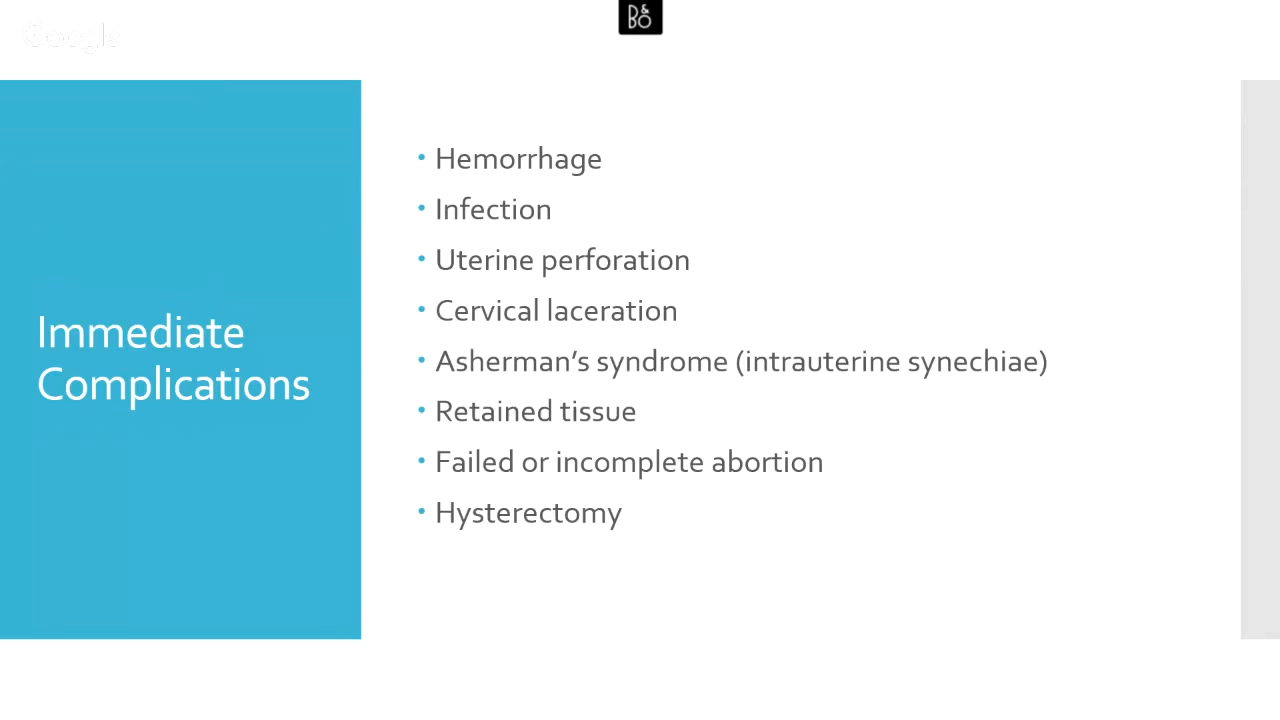 Google
B&O
Immediate
Complications
• Hemorrhage
• Infection
• Uterine perforation
• Cervical laceration
• Asherman’s syndrome (intrauterine synechiae)
• Retained tissue
• Failed or incomplete abortion
• Hysterectomy